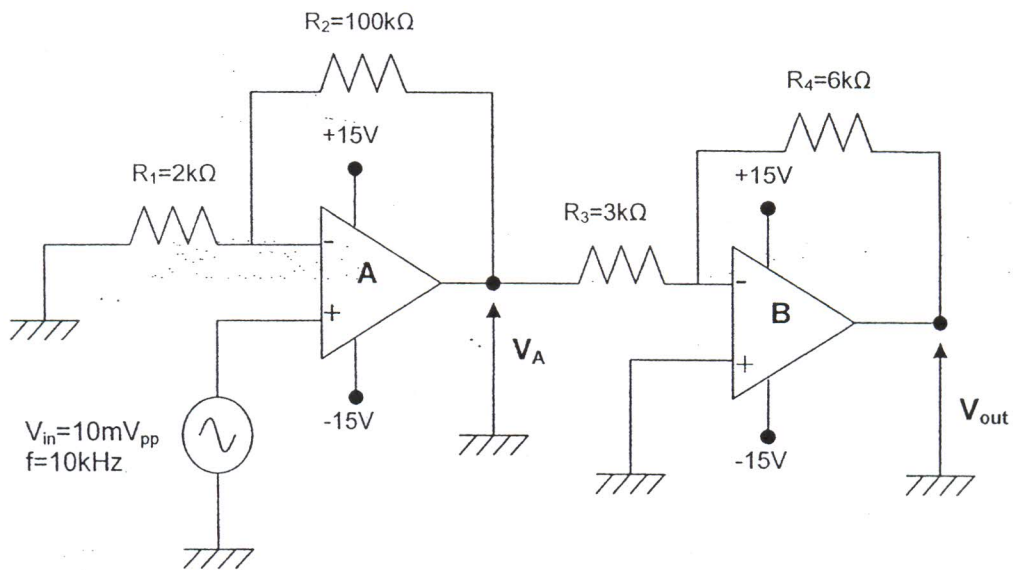 R₂=100kΩ
R₄=6kΩ
+15V
+15V
R₁=2kΩ
R₃=3kΩ
-
A
+
-
B
+
V_A
-15V
V_out
V_in=10mV_pp
f=10kHz
-15V